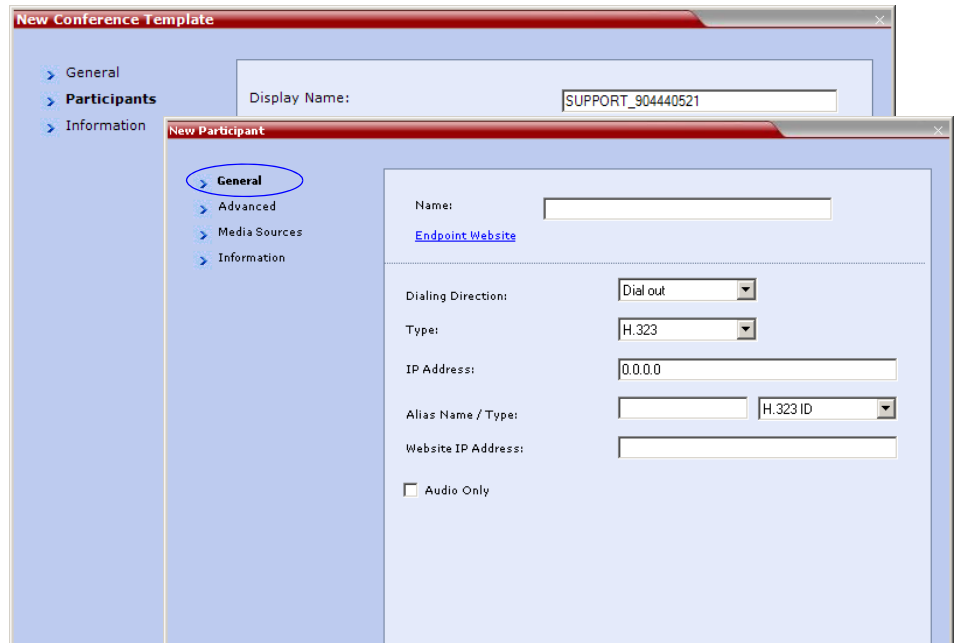 New Conference Template
General
Participants
Information
Display Name:
SUPPORT_904440521
New Participant
General
Advanced
Media Sources
Information
Name:
Endpoint Website
Dialing Direction:
Dial out
Type:
H.323
IP Address:
0.0.0.0
Alias Name / Type:
H.323 ID
Website IP Address:
Audio Only